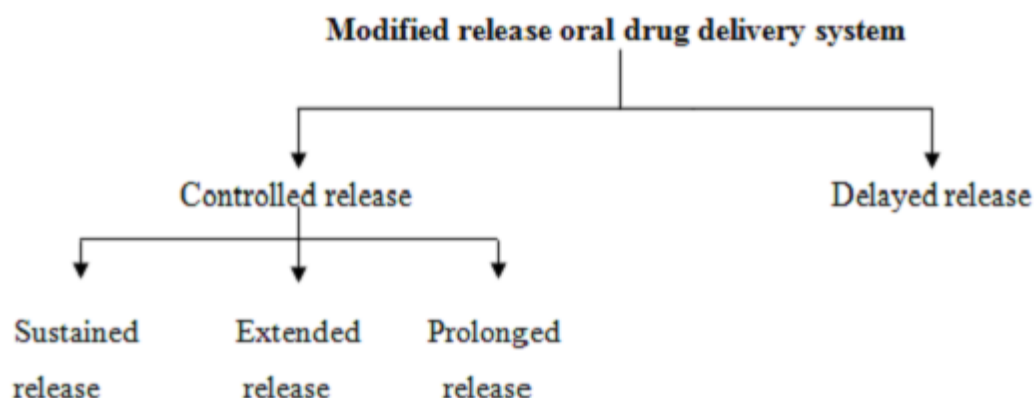 Modified release oral drug delivery system
Controlled release
Delayed release
Sustained
release
Extended
release
Prolonged
release